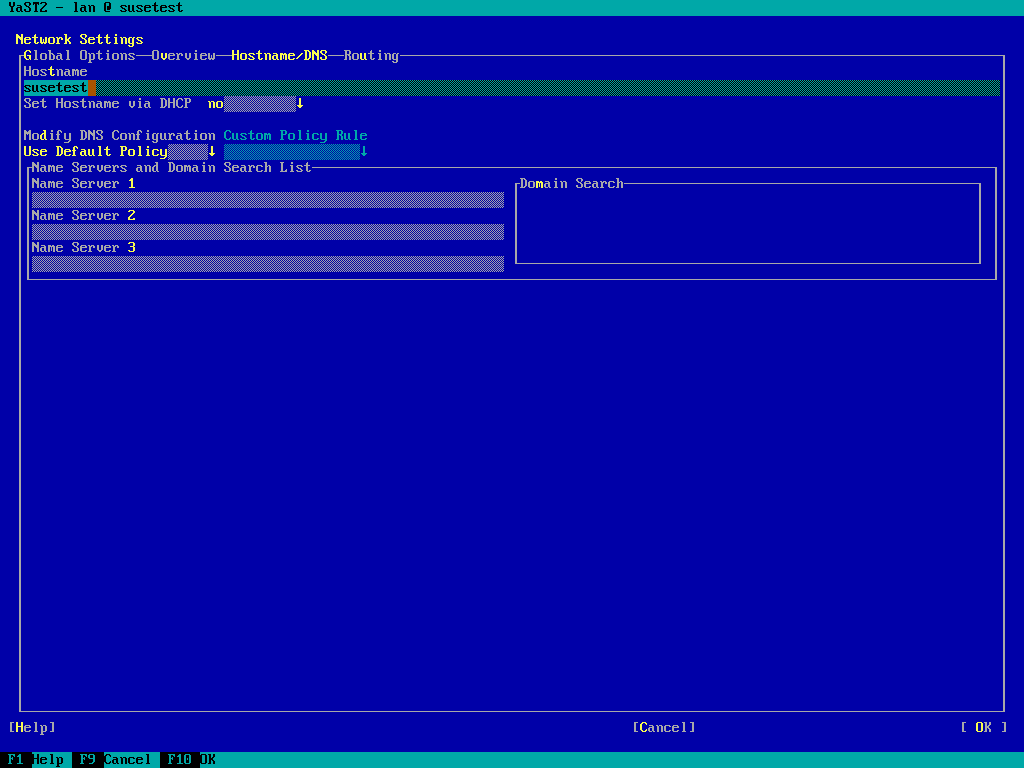 YaST2 - lan @ susetest
Network Settings
Global Options Overview Hostname/DNS Routing
Hostname
susetest
Set Hostname via DHCP no↓
Modify DNS Configuration Custom Policy Rule
Use Default Policy ↓ ↓
Name Servers and Domain Search List
Name Server 1
Domain Search
Name Server 2
Name Server 3
[Help] [Cancel] [ OK ]
F1 Help F9 Cancel F10 OK